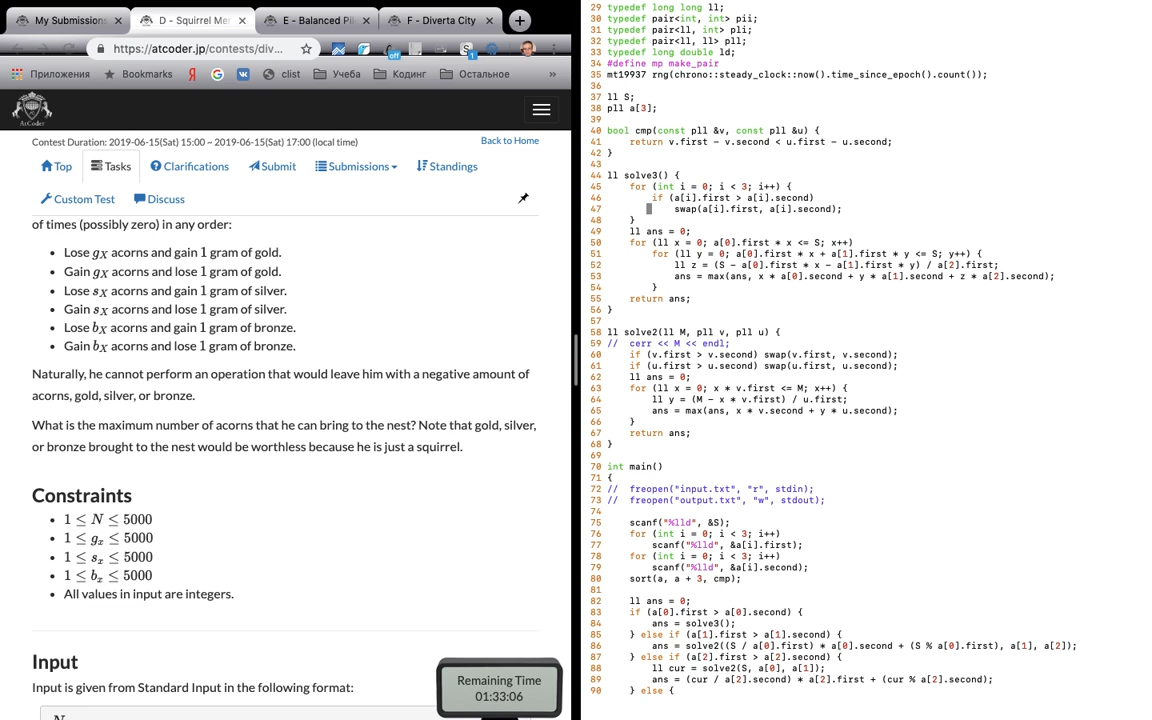 My Submissions
D - Squirrel Mer
E - Balanced Pil
F - Diverta City
https://atcoder.jp/contests/div...
Приложения
Bookmarks
clist
Учеба
Кодинг
Остальное
AtCoder
Contest Duration: 2019-06-15(Sat) 15:00 ~ 2019-06-15(Sat) 17:00 (local time)
Back to Home
Top
Tasks
Clarifications
Submit
Submissions
Standings
Custom Test
Discuss
of times (possibly zero) in any order:
• Lose gX acorns and gain 1 gram of gold.
• Gain gX acorns and lose 1 gram of gold.
• Lose sX acorns and gain 1 gram of silver.
• Gain sX acorns and lose 1 gram of silver.
• Lose bX acorns and gain 1 gram of bronze.
• Gain bX acorns and lose 1 gram of bronze.
Naturally, he cannot perform an operation that would leave him with a negative amount of
acorns, gold, silver, or bronze.
What is the maximum number of acorns that he can bring to the nest? Note that gold, silver,
or bronze brought to the nest would be worthless because he is just a squirrel.
Constraints
• 1 ≤ N ≤ 5000
• 1 ≤ gx ≤ 5000
• 1 ≤ sx ≤ 5000
• 1 ≤ bx ≤ 5000
• All values in input are integers.
Input
Input is given from Standard Input in the following format:
Remaining Time
01:33:06
29 typedef long long ll;
30 typedef pair<int, int> pii;
31 typedef pair<ll, int> pli;
32 typedef pair<ll, ll> pll;
33 typedef long double ld;
34 #define mp make_pair
35 mt19937 rng(chrono::steady_clock::now().time_since_epoch().count());
36
37 ll S;
38 pll a[3];
39
40 bool cmp(const pll &v, const pll &u) {
41     return v.first - v.second < u.first - u.second;
42 }
43
44 ll solve3() {
45     for (int i = 0; i < 3; i++) {
46         if (a[i].first > a[i].second)
47             swap(a[i].first, a[i].second);
48     }
49     ll ans = 0;
50     for (ll x = 0; a[0].first * x <= S; x++)
51         for (ll y = 0; a[0].first * x + a[1].first * y <= S; y++) {
52             ll z = (S - a[0].first * x - a[1].first * y) / a[2].first;
53             ans = max(ans, x * a[0].second + y * a[1].second + z * a[2].second);
54         }
55     return ans;
56 }
57
58 ll solve2(ll M, pll v, pll u) {
59 //  cerr << M << endl;
60     if (v.first > v.second) swap(v.first, v.second);
61     if (u.first > u.second) swap(u.first, u.second);
62     ll ans = 0;
63     for (ll x = 0; x * v.first <= M; x++) {
64         ll y = (M - x * v.first) / u.first;
65         ans = max(ans, x * v.second + y * u.second);
66     }
67     return ans;
68 }
69
70 int main()
71 {
72 //  freopen("input.txt", "r", stdin);
73 //  freopen("output.txt", "w", stdout);
74
75     scanf("%lld", &S);
76     for (int i = 0; i < 3; i++)
77         scanf("%lld", &a[i].first);
78     for (int i = 0; i < 3; i++)
79         scanf("%lld", &a[i].second);
80     sort(a, a + 3, cmp);
81
82     ll ans = 0;
83     if (a[0].first > a[0].second) {
84         ans = solve3();
85     } else if (a[1].first > a[1].second) {
86         ans = solve2((S / a[0].first) * a[0].second + (S % a[0].first), a[1], a[2]);
87     } else if (a[2].first > a[2].second) {
88         ll cur = solve2(S, a[0], a[1]);
89         ans = (cur / a[2].second) * a[2].first + (cur % a[2].second);
90     } else {